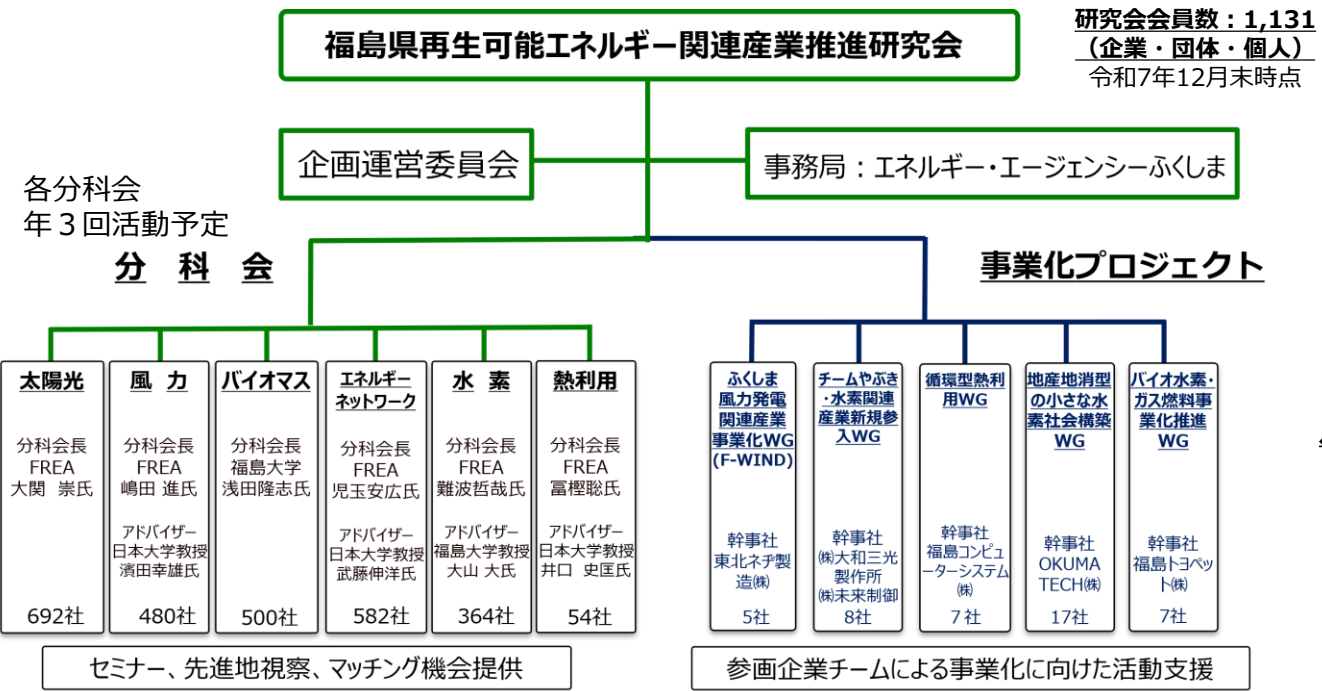 福島県再生可能エネルギー関連産業推進研究会
研究会会員数：1,131
（企業・団体・個人）
令和7年12月末時点
企画運営委員会
事務局：エネルギー・エージェンシーふくしま
各分科会
年３回活動予定
分 科 会
事業化プロジェクト
太陽光
分科会長
FREA
大関 崇氏
692社
風 力
分科会長
FREA
嶋田 進氏
アドバイザー
日本大学教授
濱田幸雄氏
480社
バイオマス
分科会長
福島大学
浅田隆志氏
500社
エネルギー
ネットワーク
分科会長
FREA
児玉安広氏
アドバイザー
日本大学教授
武藤伸洋氏
582社
水 素
分科会長
FREA
難波哲哉氏
アドバイザー
福島大学教授
大山 大氏
364社
熱利用
分科会長
FREA
冨樫聡氏
アドバイザー
日本大学教授
井口 史匡氏
54社
ふくしま
風力発電
関連産業
事業化WG
(F-WIND)
幹事社
東北ネヂ製
造㈱
5社
チームやぶき
・水素関連
産業新規参
入WG
幹事社
㈱大和三光
製作所
㈱未来制御
8社
循環型熱利
用WG
幹事社
福島コンピュ
ーターシステム
㈱
７社
地産地消型
の小さな水
素社会構築
WG
幹事社
OKUMA
TECH㈱
17社
バイオ水素・
ガス燃料事
業化推進
WG
幹事社
福島トヨペッ
ト㈱
7社
セミナー、先進地視察、マッチング機会提供
参画企業チームによる事業化に向けた活動支援